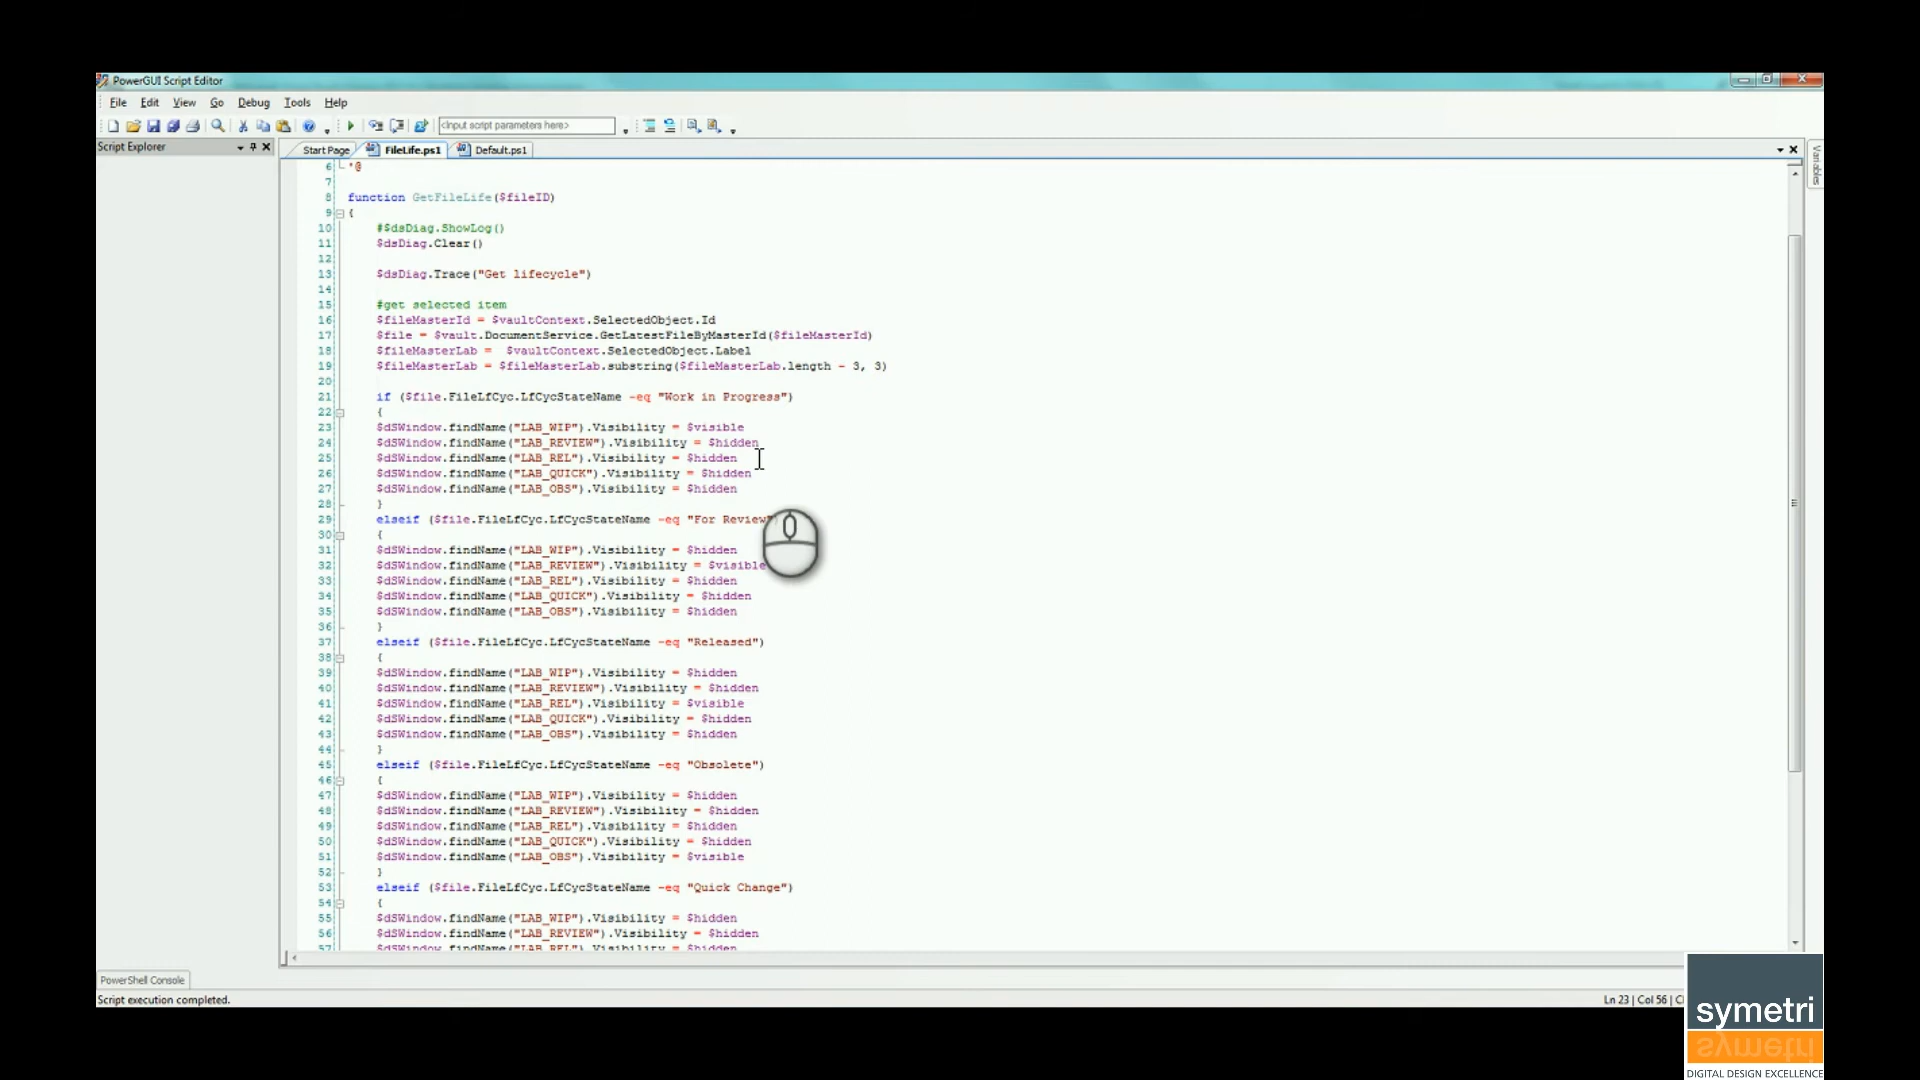 PowerGUI Script Editor
File Edit View Go Debug Tools Help
<input script parameters here>
Script Explorer
Start Page FileLife.ps1 Default.ps1
Variables
6 *@
7
8 function GetFileLife($fileID)
9 {
10 #$dsDiag.ShowLog()
11 $dsDiag.Clear()
12
13 $dsDiag.Trace("Get lifecycle")
14
15 #get selected item
16 $fileMasterId = $vaultContext.SelectedObject.Id
17 $file = $vault.DocumentService.GetLatestFileByMasterId($fileMasterId)
18 $fileMasterLab = $vaultContext.SelectedObject.Label
19 $fileMasterLab = $fileMasterLab.substring($fileMasterLab.length - 3, 3)
20
21 if ($file.FileLfCyc.LfCycStateName -eq "Work in Progress")
22 {
23 $dSWindow.findName("LAB_WIP").Visibility = $visible
24 $dSWindow.findName("LAB_REVIEW").Visibility = $hidden
25 $dSWindow.findName("LAB_REL").Visibility = $hidden
26 $dSWindow.findName("LAB_QUICK").Visibility = $hidden
27 $dSWindow.findName("LAB_OBS").Visibility = $hidden
28 }
29 elseif ($file.FileLfCyc.LfCycStateName -eq "For Review"
30 {
31 $dSWindow.findName("LAB_WIP").Visibility = $hidden
32 $dSWindow.findName("LAB_REVIEW").Visibility = $visible
33 $dSWindow.findName("LAB_REL").Visibility = $hidden
34 $dSWindow.findName("LAB_QUICK").Visibility = $hidden
35 $dSWindow.findName("LAB_OBS").Visibility = $hidden
36 }
37 elseif ($file.FileLfCyc.LfCycStateName -eq "Released")
38 {
39 $dSWindow.findName("LAB_WIP").Visibility = $hidden
40 $dSWindow.findName("LAB_REVIEW").Visibility = $hidden
41 $dSWindow.findName("LAB_REL").Visibility = $visible
42 $dSWindow.findName("LAB_QUICK").Visibility = $hidden
43 $dSWindow.findName("LAB_OBS").Visibility = $hidden
44 }
45 elseif ($file.FileLfCyc.LfCycStateName -eq "Obsolete")
46 {
47 $dSWindow.findName("LAB_WIP").Visibility = $hidden
48 $dSWindow.findName("LAB_REVIEW").Visibility = $hidden
49 $dSWindow.findName("LAB_REL").Visibility = $hidden
50 $dSWindow.findName("LAB_QUICK").Visibility = $hidden
51 $dSWindow.findName("LAB_OBS").Visibility = $visible
52 }
53 elseif ($file.FileLfCyc.LfCycStateName -eq "Quick Change")
54 {
55 $dSWindow.findName("LAB_WIP").Visibility = $hidden
56 $dSWindow.findName("LAB_REVIEW").Visibility = $hidden
57 $dSWindow.findName("LAB_REL").Visibility = $hidden
PowerShell Console
Script execution completed.
Ln 23 | Col 56 | C
symetri
DIGITAL DESIGN EXCELLENCE